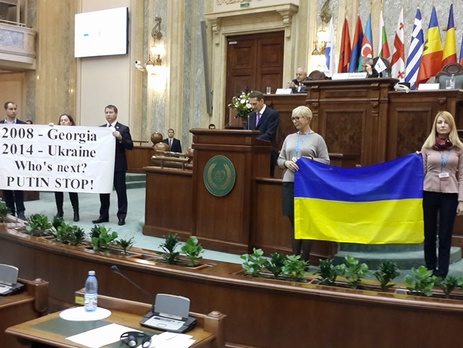 2008 - Georgia
2014 - Ukraine
Who's next?
PUTIN STOP!